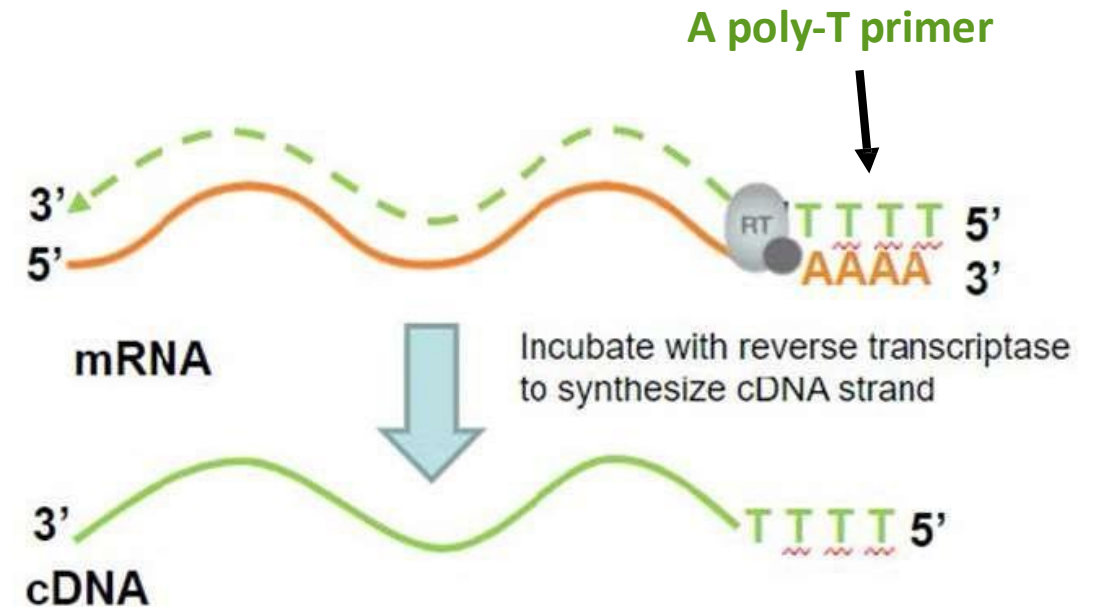 A poly-T primer
3’
RT
T T T T 5’
5’
AAAA 3’
mRNA
Incubate with reverse transcriptase
to synthesize cDNA strand
3’
T T T T 5’
cDNA